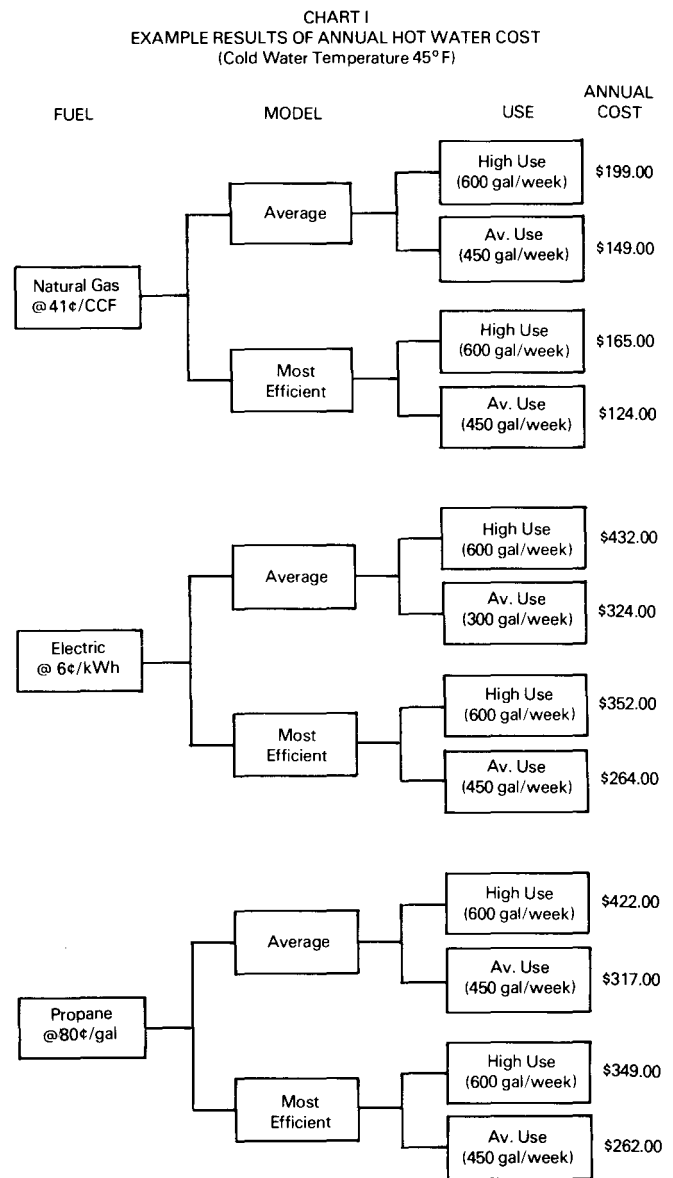 CHART I
EXAMPLE RESULTS OF ANNUAL HOT WATER COST
(Cold Water Temperature 45° F)
FUEL MODEL USE ANNUAL COST
Natural Gas
@ 41¢/CCF
Average
High Use
(600 gal/week)
$199.00
Av. Use
(450 gal/week)
$149.00
Most
Efficient
High Use
(600 gal/week)
$165.00
Av. Use
(450 gal/week)
$124.00
Electric
@ 6¢/kWh
Average
High Use
(600 gal/week)
$432.00
Av. Use
(300 gal/week)
$324.00
Most
Efficient
High Use
(600 gal/week)
$352.00
Av. Use
(450 gal/week)
$264.00
Propane
@80¢/gal
Average
High Use
(600 gal/week)
$422.00
Av. Use
(450 gal/week)
$317.00
Most
Efficient
High Use
(600 gal/week)
$349.00
Av. Use
(450 gal/week)
$262.00